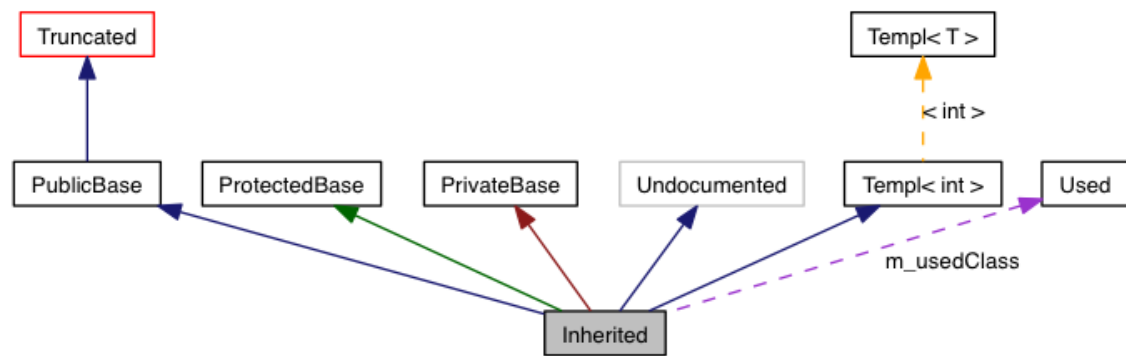 Truncated
Templ< T >
< int >
PublicBase
ProtectedBase
PrivateBase
Undocumented
Templ< int >
Used
m_usedClass
Inherited